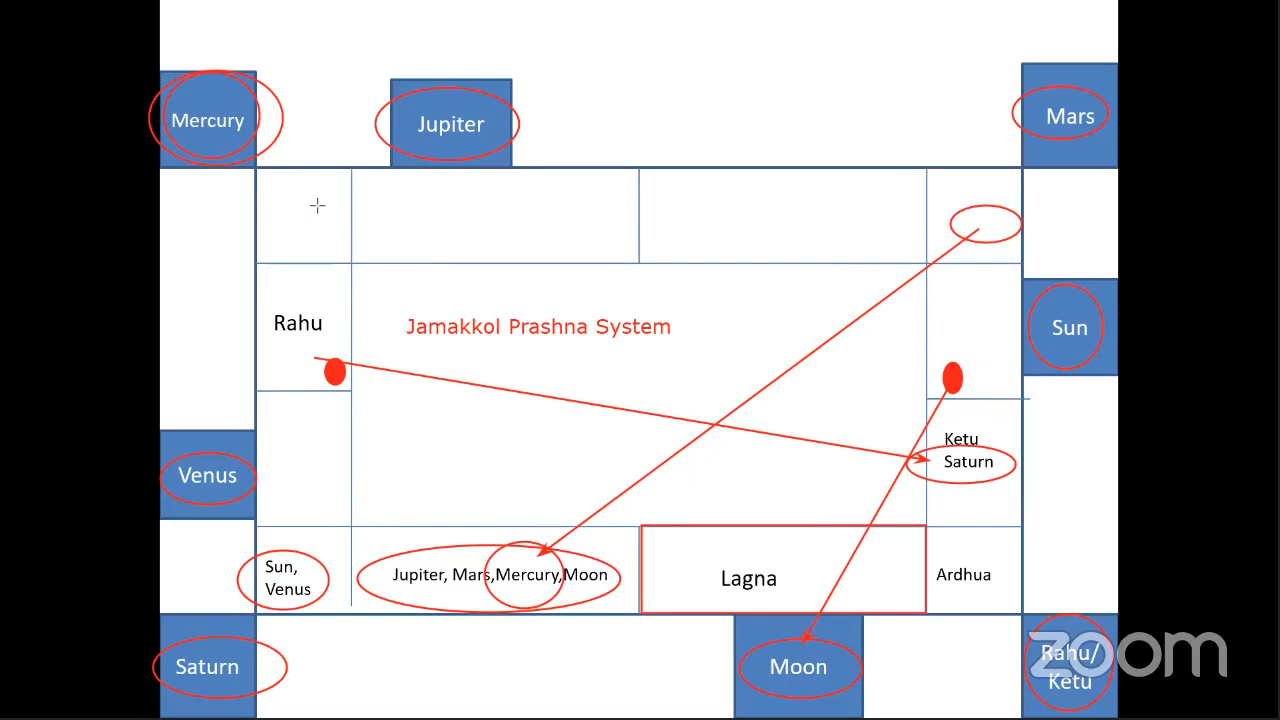 Mercury
Jupiter
Mars
Rahu
Jamakkol Prashna System
Sun
Venus
Ketu
Saturn
Sun,
Venus
Jupiter, Mars,Mercury,Moon
Lagna
Ardhua
Saturn
Moon
Rahu/
Ketu
zoom